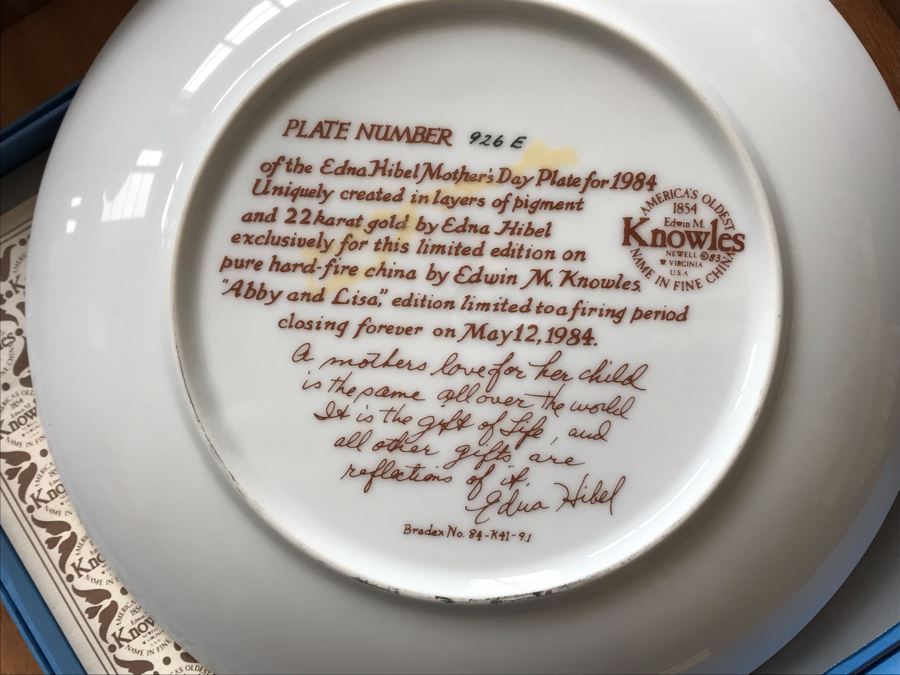 PLATE NUMBER 926 E
of the Edna Hibel Mother's Day Plate for 1984
Uniquely created in layers of pigment
and 22 karat gold by Edna Hibel
exclusively for this limited edition on
pure hard-fire china by Edwin M. Knowles.
"Abby and Lisa," edition limited to a firing period
closing forever on May 12, 1984.
A mothers love for her child
is the same all over the world
It is the gift of Life, and
all other gifts are
reflections of it.
Edna Hibel
Bradex No. 84-K41-9.1
AMERICA'S OLDEST
1854
Edwin M.
Knowles
NEWELL ©83
W VIRGINIA
U.S.A
NAME IN FINE CHINA